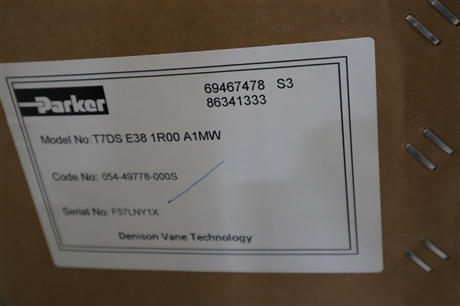 Parker
69467478 S3
86341333
Model No: T7DS E38 1R00 A1MW
Code No: 054-49778-000S
Serial No: F57LNY1X
Denison Vane Technology